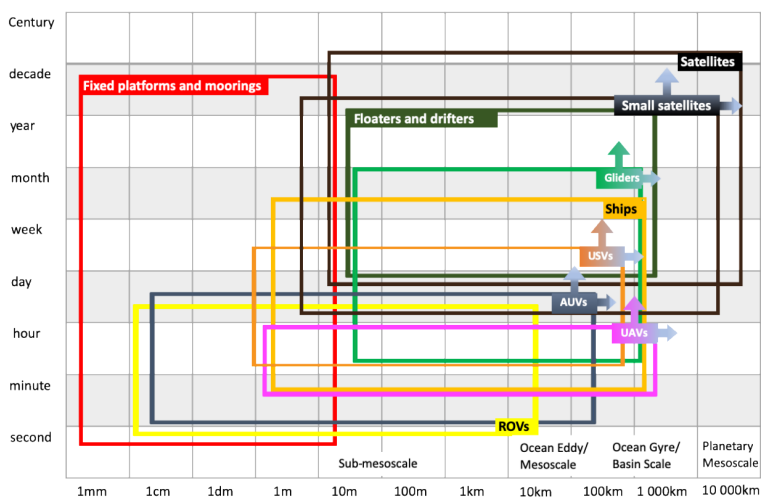 Century
decade
Satellites
Fixed platforms and moorings
Small satellites
year
Floaters and drifters
month
Gliders
Ships
week
USVs
day
AUVs
hour
UAVs
minute
ROVs
second
Sub-mesoscale
Ocean Eddy/
Mesoscale
Ocean Gyre/
Basin Scale
Planetary
Mesoscale
1mm 1cm 1dm 1m 10m 100m 1km 10km 100km 1 000km 10 000km